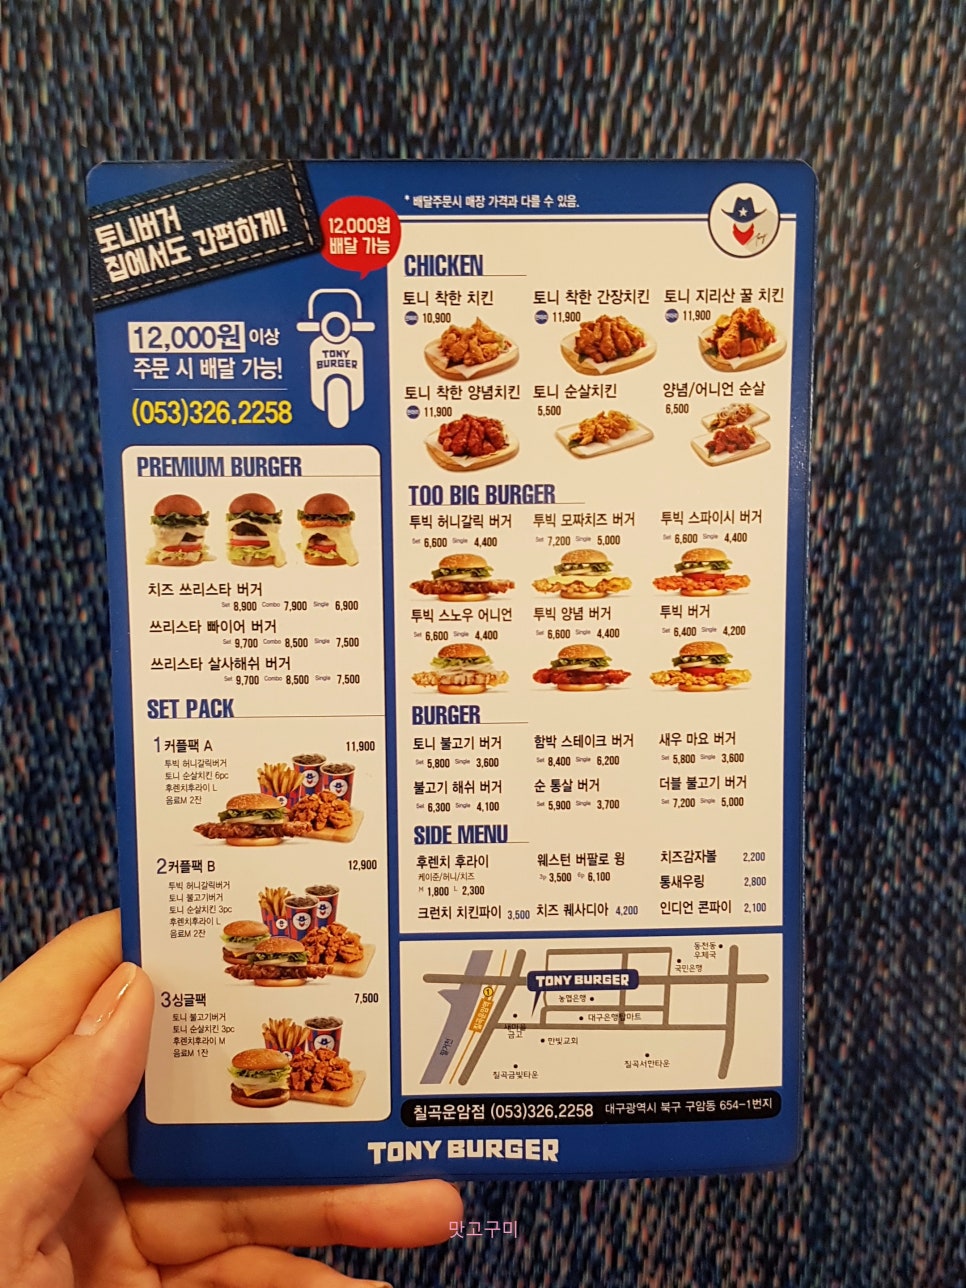 토니버거
집에서도 간편하게!
12,000원
배달 가능
* 배달주문시 매장 가격과 다를 수 있음.
12,000원 이상
주문 시 배달 가능!
(053)326.2258
TONY
BURGER
PREMIUM BURGER
치즈 쓰리스타 버거
Set 8,900 Combo 7,900 Single 6,900
쓰리스타 빠이어 버거
Set 9,700 Combo 8,500 Single 7,500
쓰리스타 살사해쉬 버거
Set 9,700 Combo 8,500 Single 7,500
SET PACK
1 커플팩 A 11,900
투빅 허니갈릭버거
토니 순살치킨 6pc
후렌치후라이 L
음료M 2잔
2 커플팩 B 12,900
투빅 허니갈릭버거
토니 불고기버거
토니 순살치킨 3pc
후렌치후라이 L
음료M 2잔
3 싱글팩 7,500
토니 불고기버거
토니 순살치킨 3pc
후렌치후라이 M
음료M 1잔
CHICKEN
토니 착한 치킨 토니 착한 간장치킨 토니 지리산 꿀 치킨
10,900 11,900 11,900
토니 착한 양념치킨 토니 순살치킨 양념/어니언 순살
11,900 5,500 6,500
TOO BIG BURGER
투빅 허니갈릭 버거 투빅 모짜치즈 버거 투빅 스파이시 버거
Set 6,600 Single 4,400 Set 7,200 Single 5,000 Set 6,600 Single 4,400
투빅 스노우 어니언 투빅 양념 버거 투빅 버거
Set 6,600 Single 4,400 Set 6,600 Single 4,400 Set 6,400 Single 4,200
BURGER
토니 불고기 버거 함박 스테이크 버거 새우 마요 버거
Set 5,800 Single 3,600 Set 8,400 Single 6,200 Set 5,800 Single 3,600
불고기 해쉬 버거 순 통살 버거 더블 불고기 버거
Set 6,300 Single 4,100 Set 5,900 Single 3,700 Set 7,200 Single 5,000
SIDE MENU
후렌치 후라이 웨스턴 버팔로 윙 치즈감자볼 2,200
케이준/허니/치즈 3p 3,500 6p 6,100
M 1,800 L 2,300 통새우링 2,800
크런치 치킨파이 3,500 치즈 퀘사디아 4,200 인디언 콘파이 2,100
동천동
우체국
국민은행
TONY BURGER
농협은행
대구은행
탑마트
새마을
금고
한빛교회
팔거천
칠곡금빛타운
칠곡서한타운
칠곡운암점 (053)326.2258 대구광역시 북구 구암동 654-1번지
TONY BURGER
맛고구미